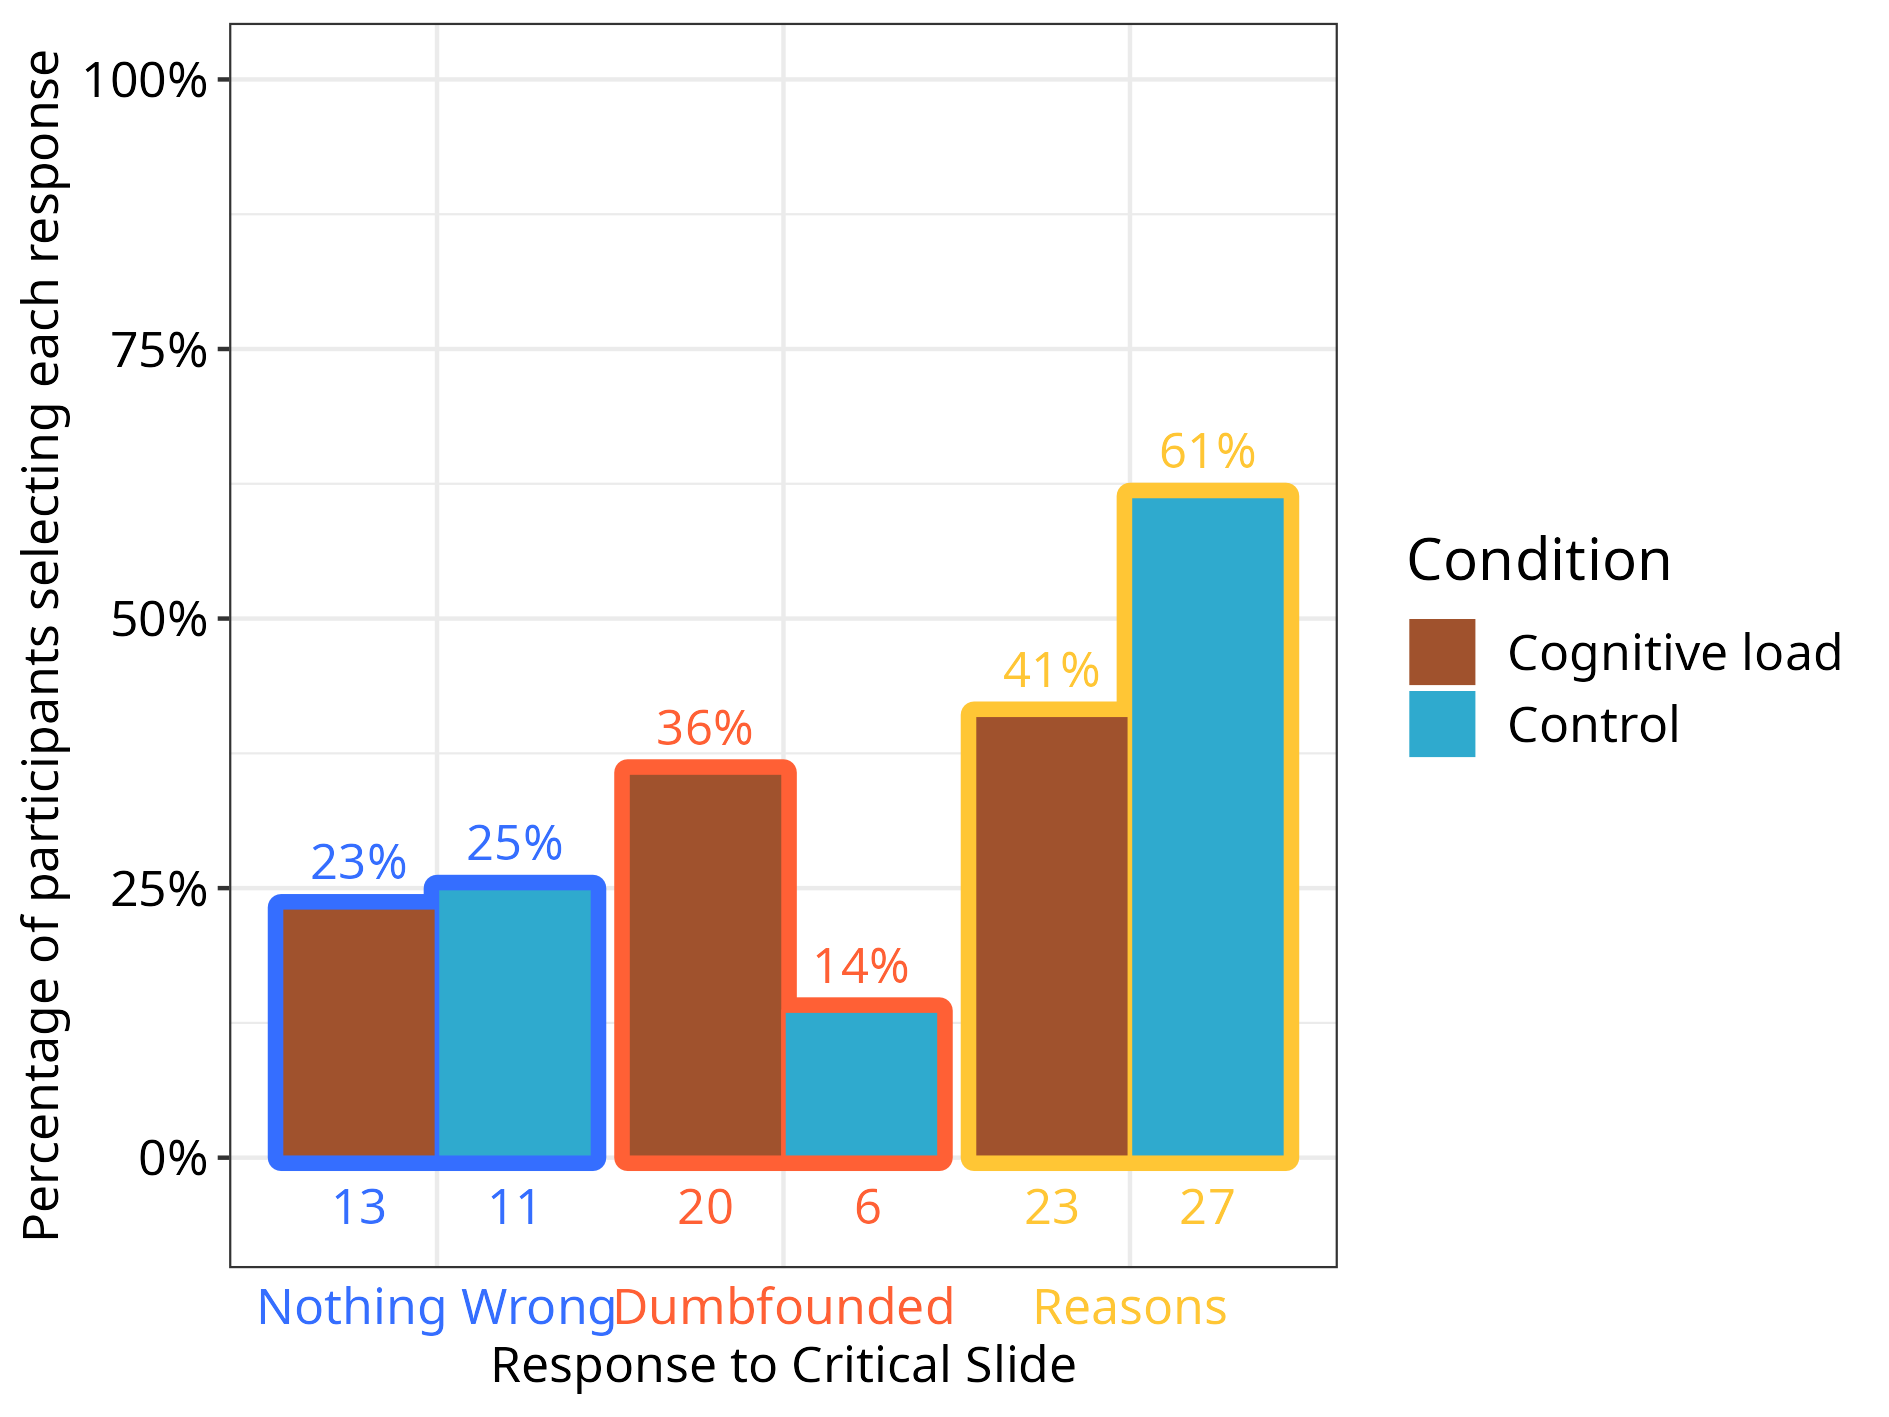 Percentage of participants selecting each response
100%
75%
50%
25%
0%
23%
25%
36%
14%
41%
61%
13
11
20
6
23
27
Nothing Wrong
Dumbfounded
Reasons
Response to Critical Slide
Condition
Cognitive load
Control